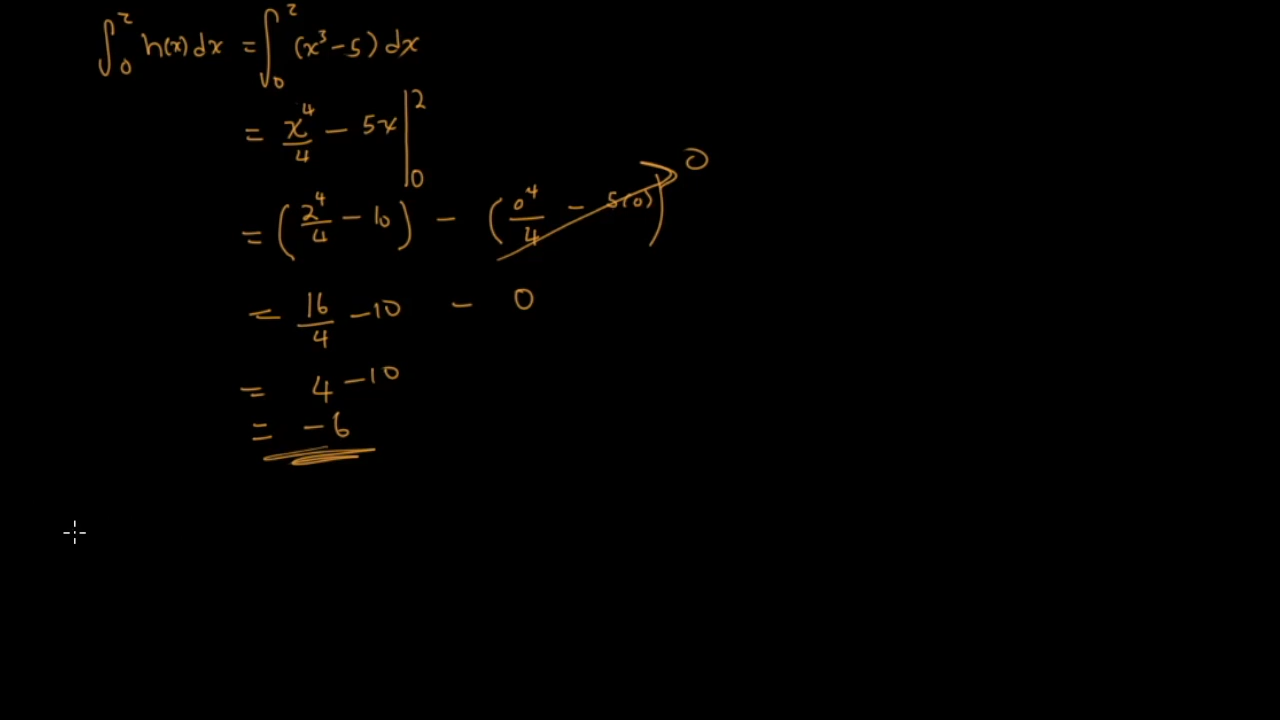 ∫₀² h(x) dx = ∫₀² (x³ - 5) dx
= x⁴/4 - 5x |₀²
= (2⁴/4 - 10) - (0⁴/4 - 5(0)) → 0
= 16/4 - 10 - 0
= 4 - 10
= -6